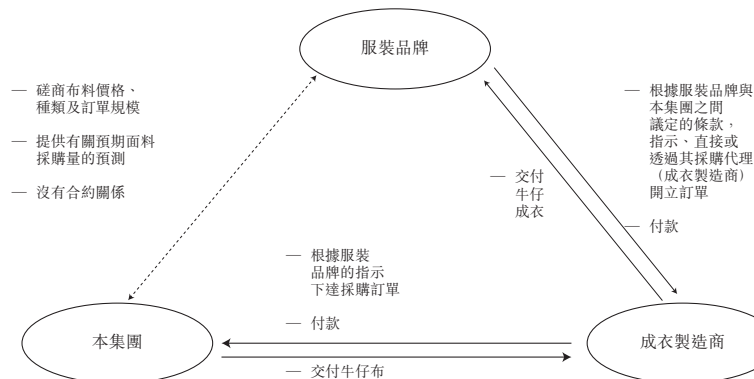 服裝品牌
— 磋商布料價格、
種類及訂單規模
— 提供有關預期面料
採購量的預測
— 沒有合約關係
— 根據服裝品牌與
本集團之間
議定的條款，
指示、直接或
透過其採購代理
（成衣製造商）
開立訂單
— 付款
— 交付
牛仔
成衣
— 根據服裝
品牌的指示
下達採購訂單
— 付款
本集團
成衣製造商
— 交付牛仔布